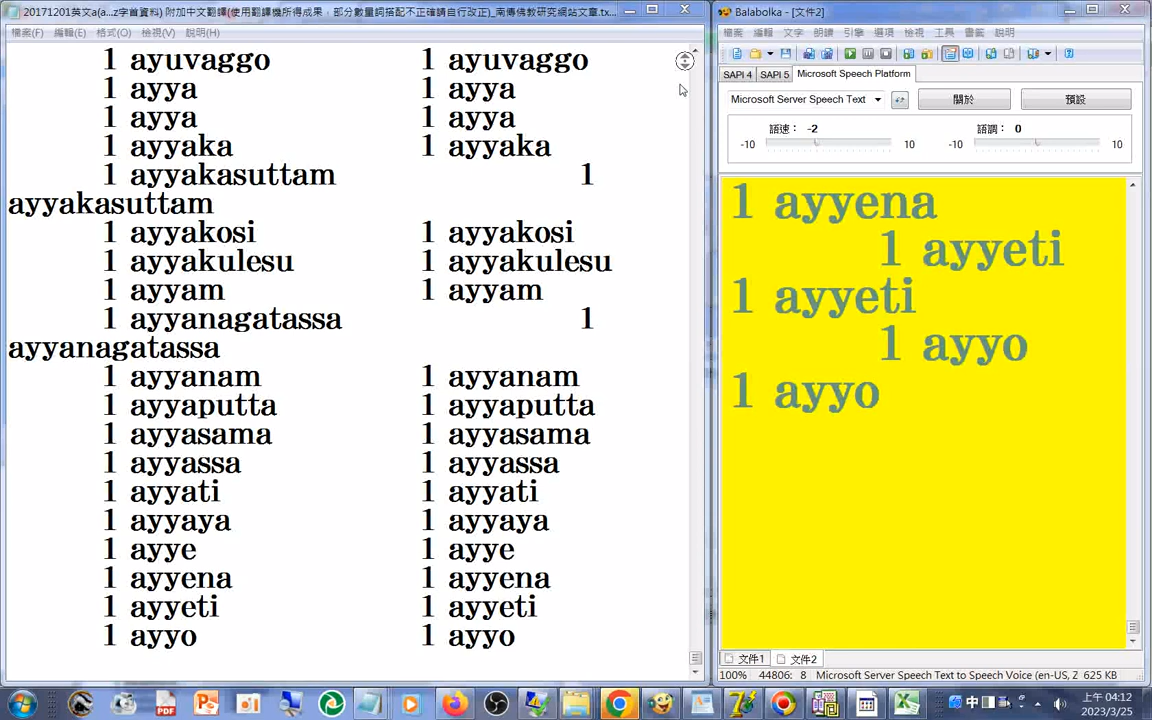 20171201英文a(a...z字首資料) 附加中文翻譯(使用翻譯機所得成果，部分數量詞搭配不正確請自行改正)_南傳佛教研究網站文章.tx...
檔案(F) 編輯(E) 格式(O) 檢視(V) 說明(H)
1 ayuvaggo 1 ayuvaggo
1 ayya 1 ayya
1 ayya 1 ayya
1 ayyaka 1 ayyaka
1 ayyakasuttam 1
ayyakasuttam
1 ayyakosi 1 ayyakosi
1 ayyakulesu 1 ayyakulesu
1 ayyam 1 ayyam
1 ayyanagatassa 1
ayyanagatassa
1 ayyanam 1 ayyanam
1 ayyaputta 1 ayyaputta
1 ayyasama 1 ayyasama
1 ayyassa 1 ayyassa
1 ayyati 1 ayyati
1 ayyaya 1 ayyaya
1 ayye 1 ayye
1 ayyena 1 ayyena
1 ayyeti 1 ayyeti
1 ayyo 1 ayyo
Balabolka - [文件2]
檔案 編輯 文字 朗讀 引擎 選項 檢視 工具 書籤 說明
SAPI 4 SAPI 5 Microsoft Speech Platform
Microsoft Server Speech Text 關於 預設
語速： -2 語調： 0
-10 10 -10 10
1 ayyena
1 ayyeti
1 ayyeti
1 ayyo
1 ayyo
文件1 文件2
100% 44806: 8 Microsoft Server Speech Text to Speech Voice (en-US, Z 625 KB
中
上午 04:12
2023/3/25